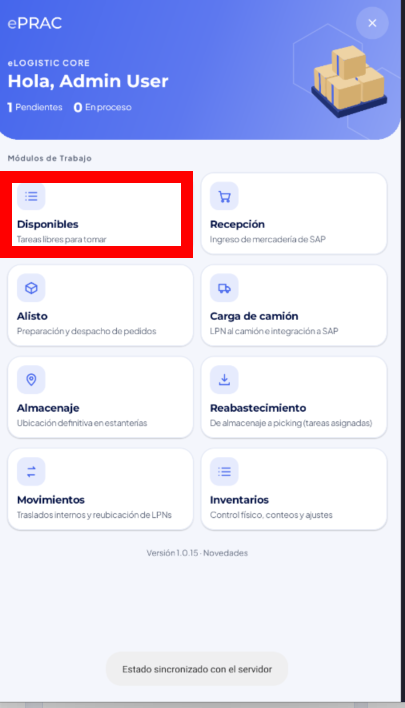 ePRAC
eLOGISTIC CORE
Hola, Admin User
1 Pendientes 0 En proceso
Módulos de Trabajo
Disponibles
Tareas libres para tomar
Recepción
Ingreso de mercadería de SAP
Alisto
Preparación y despacho de pedidos
Carga de camión
LPN al camión e integración a SAP
Almacenaje
Ubicación definitiva en estanterías
Reabastecimiento
De almacenaje a picking (tareas asignadas)
Movimientos
Traslados internos y reubicación de LPNs
Inventarios
Control físico, conteos y ajustes
Versión 1.0.15 · Novedades
Estado sincronizado con el servidor